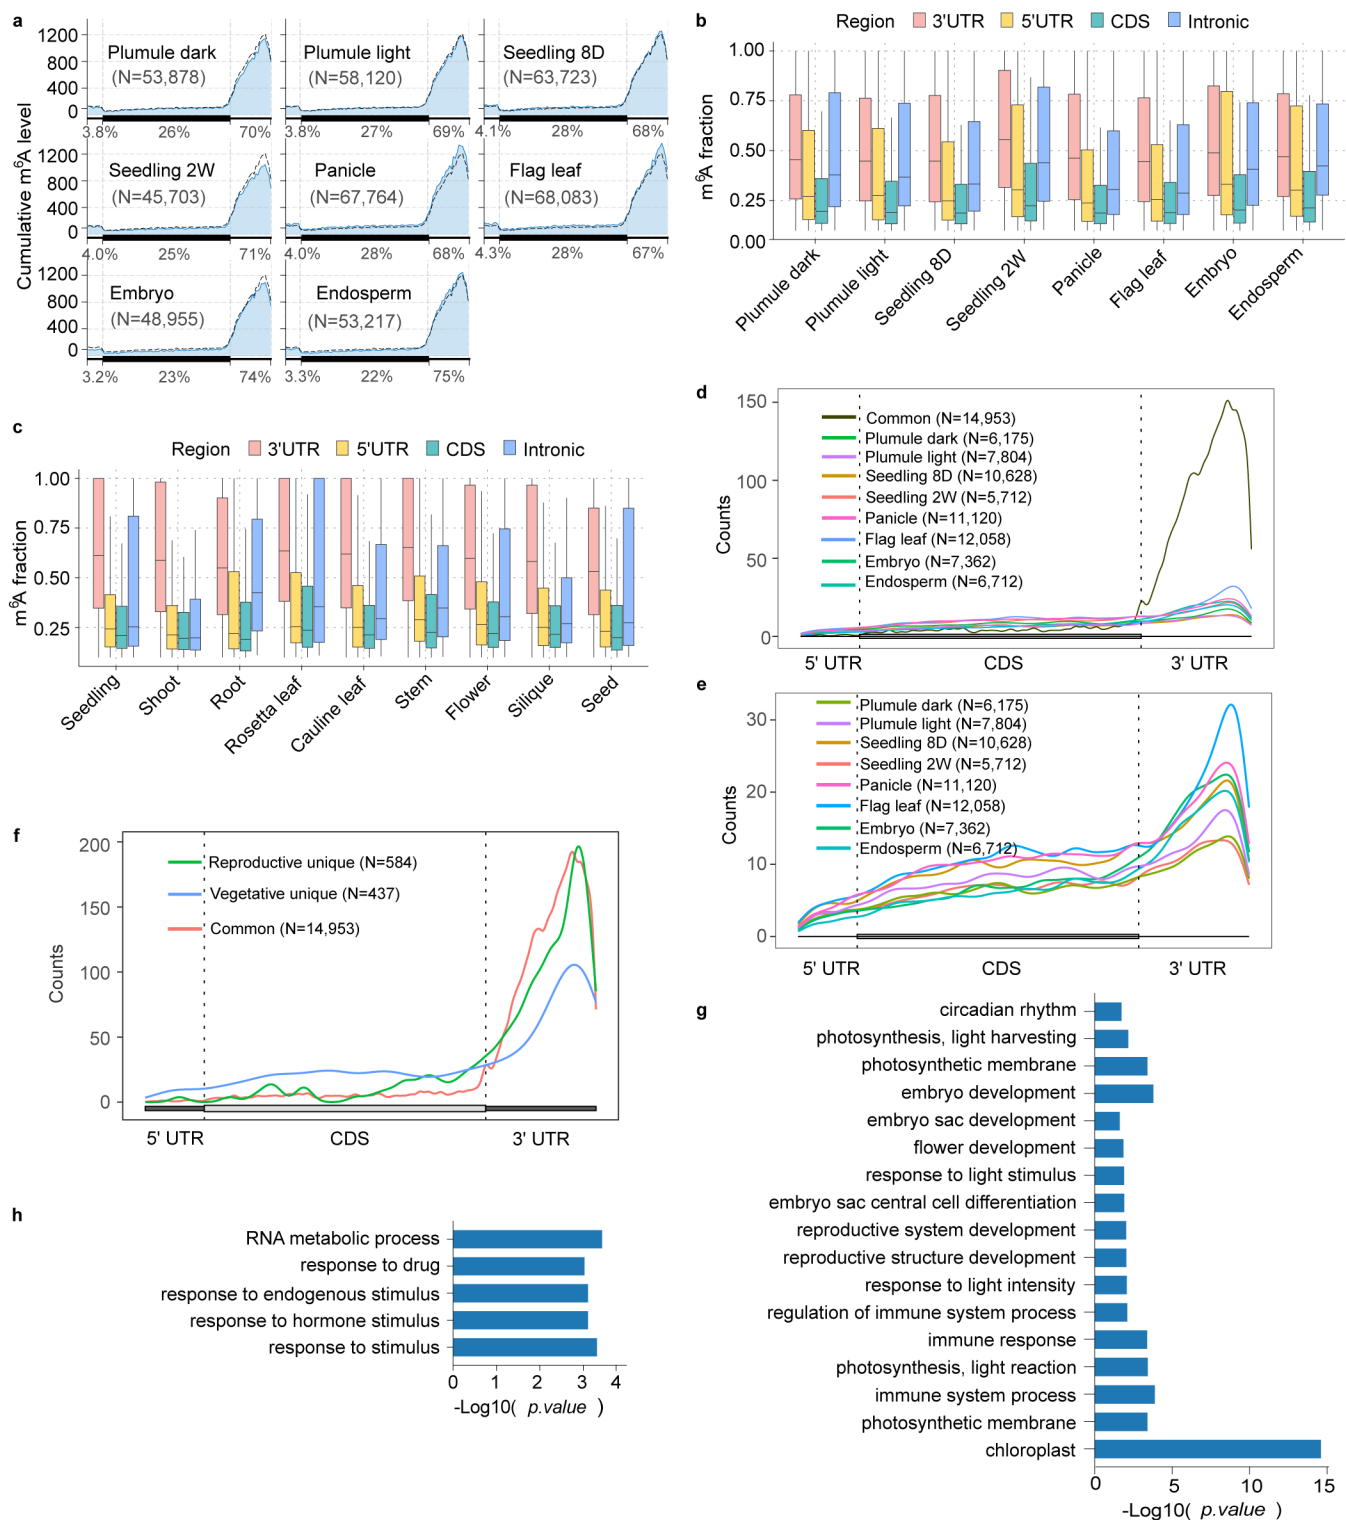 a
Cumulative m6A level
1200
800
400
0
Plumule dark
(N=53,878)
3.8% 26% 70%
Plumule light
(N=58,120)
3.8% 27% 69%
Seedling 8D
(N=63,723)
4.1% 28% 68%
1200
800
400
0
Seedling 2W
(N=45,703)
4.0% 25% 71%
Panicle
(N=67,764)
4.0% 28% 68%
Flag leaf
(N=68,083)
4.3% 28% 67%
1200
800
400
0
Embryo
(N=48,955)
3.2% 23% 74%
Endosperm
(N=53,217)
3.3% 22% 75%
b
Region 3'UTR 5'UTR CDS Intronic
m6A fraction
1.00
0.75
0.50
0.25
0.00
Plumule dark
Plumule light
Seedling 8D
Seedling 2W
Panicle
Flag leaf
Embryo
Endosperm
c
Region 3'UTR 5'UTR CDS Intronic
m6A fraction
1.00
0.75
0.50
0.25
Seedling
Shoot
Root
Rosetta leaf
Cauline leaf
Stem
Flower
Silique
Seed
d
Counts
150
100
50
0
Common (N=14,953)
Plumule dark (N=6,175)
Plumule light (N=7,804)
Seedling 8D (N=10,628)
Seedling 2W (N=5,712)
Panicle (N=11,120)
Flag leaf (N=12,058)
Embryo (N=7,362)
Endosperm (N=6,712)
5' UTR CDS 3' UTR
e
Counts
30
20
10
0
Plumule dark (N=6,175)
Plumule light (N=7,804)
Seedling 8D (N=10,628)
Seedling 2W (N=5,712)
Panicle (N=11,120)
Flag leaf (N=12,058)
Embryo (N=7,362)
Endosperm (N=6,712)
5' UTR CDS 3' UTR
f
Counts
200
150
100
50
0
Reproductive unique (N=584)
Vegetative unique (N=437)
Common (N=14,953)
5' UTR CDS 3' UTR
g
circadian rhythm
photosynthesis, light harvesting
photosynthetic membrane
embryo development
embryo sac development
flower development
response to light stimulus
embryo sac central cell differentiation
reproductive system development
reproductive structure development
response to light intensity
regulation of immune system process
immune response
photosynthesis, light reaction
immune system process
photosynthetic membrane
chloroplast
0 5 10 15
-Log10( p.value )
h
RNA metabolic process
response to drug
response to endogenous stimulus
response to hormone stimulus
response to stimulus
0 1 2 3 4
-Log10( p.value )